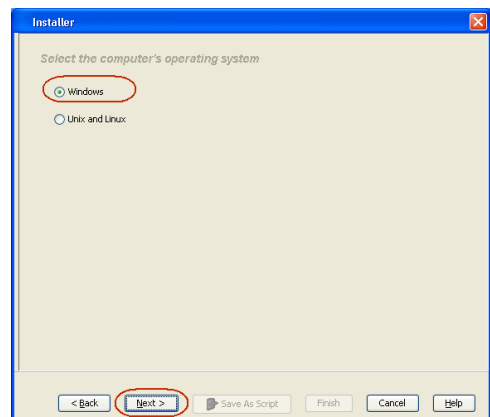 Installer
Select the computer's operating system
Windows
Unix and Linux
< Back Next > Save As Script Finish Cancel Help